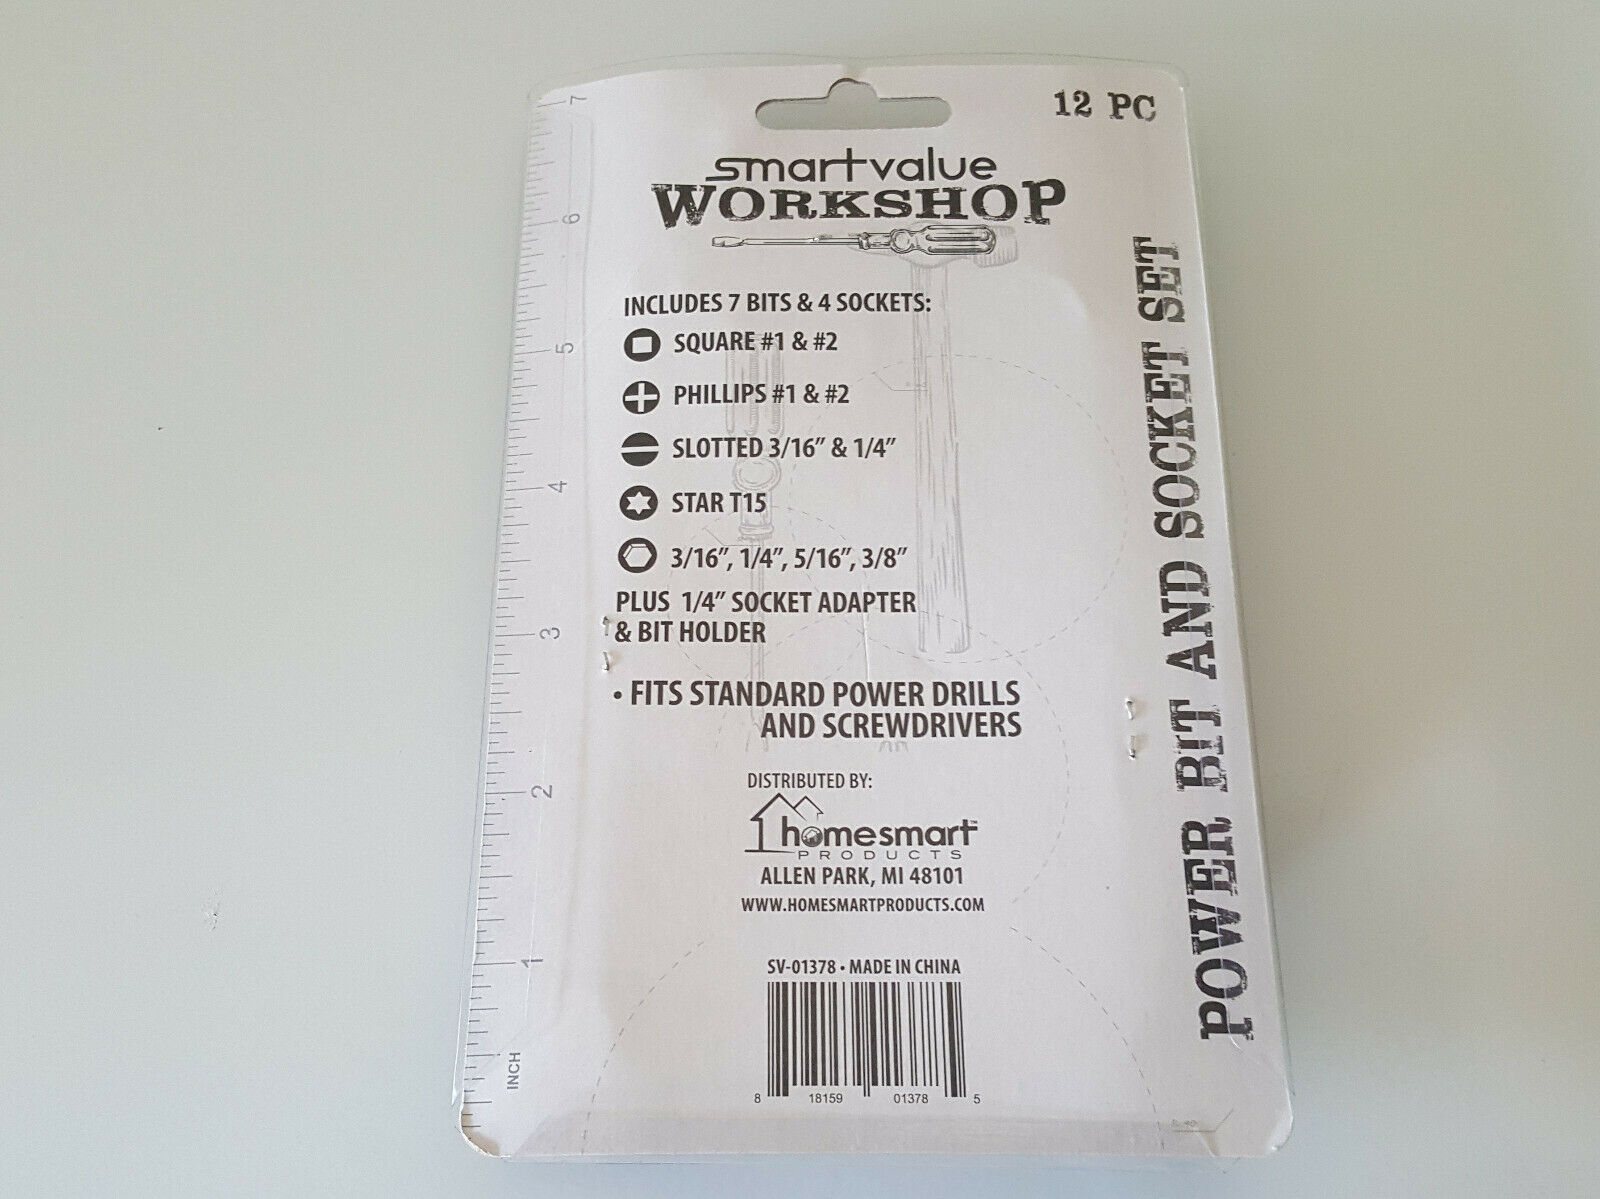 12 PC
smartvalue
WORKSHOP
INCLUDES 7 BITS & 4 SOCKETS:
SQUARE #1 & #2
PHILLIPS #1 & #2
SLOTTED 3/16” & 1/4”
STAR T15
3/16”, 1/4”, 5/16”, 3/8”
PLUS 1/4” SOCKET ADAPTER
& BIT HOLDER
• FITS STANDARD POWER DRILLS
AND SCREWDRIVERS
DISTRIBUTED BY:
homesmart™
PRODUCTS
ALLEN PARK, MI 48101
WWW.HOMESMARTPRODUCTS.COM
SV-01378 • MADE IN CHINA
8 18159 01378 5
POWER BIT AND SOCKET SET
7
6
5
4
3
2
1
INCH